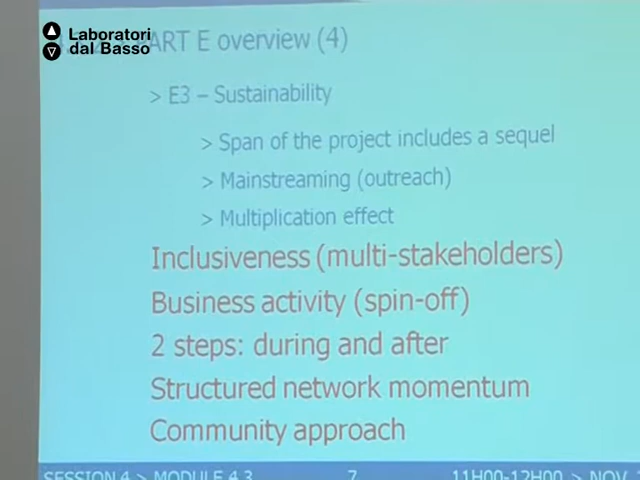 Laboratori
dal Basso
ART E overview (4)
> E3 – Sustainability
> Span of the project includes a sequel
> Mainstreaming (outreach)
> Multiplication effect
Inclusiveness (multi-stakeholders)
Business activity (spin-off)
2 steps: during and after
Structured network momentum
Community approach
SESSION 4 > MODULE 4.3 7 11H00-12H00 > NOV.